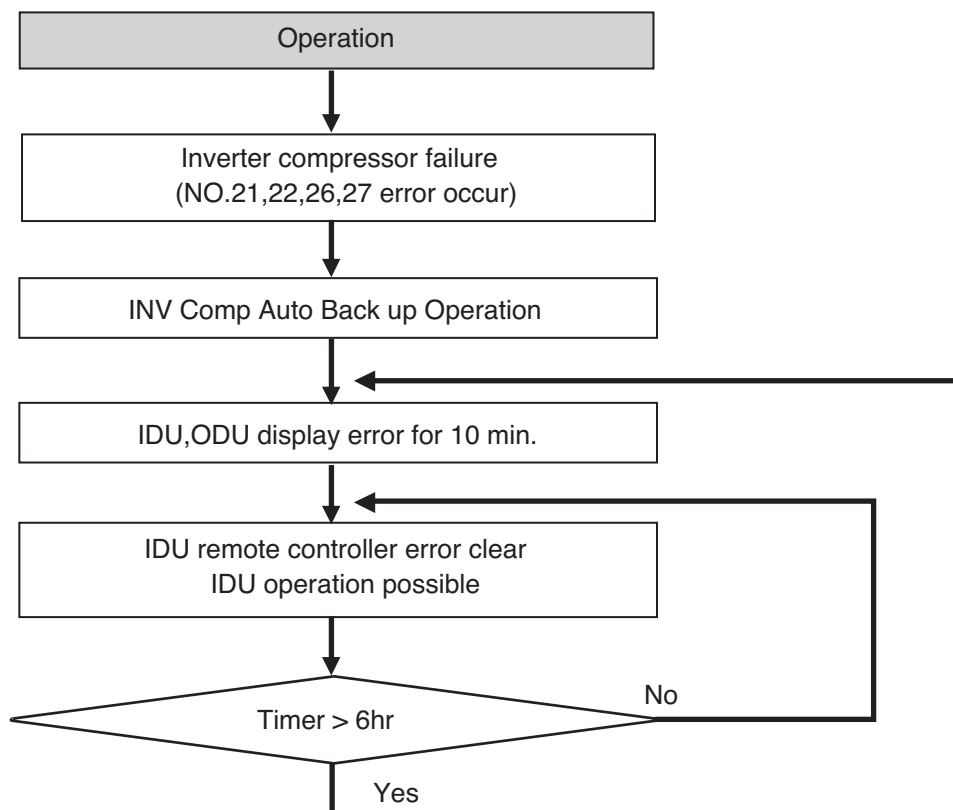 Operation
Inverter compressor failure
(NO.21,22,26,27 error occur)
INV Comp Auto Back up Operation
IDU,ODU display error for 10 min.
IDU remote controller error clear
IDU operation possible
Timer > 6hr
No
Yes